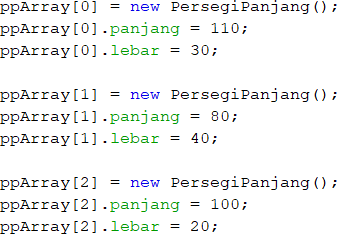 ppArray[0] = new PersegiPanjang();
ppArray[0].panjang = 110;
ppArray[0].lebar = 30;
ppArray[1] = new PersegiPanjang();
ppArray[1].panjang = 80;
ppArray[1].lebar = 40;
ppArray[2] = new PersegiPanjang();
ppArray[2].panjang = 100;
ppArray[2].lebar = 20;